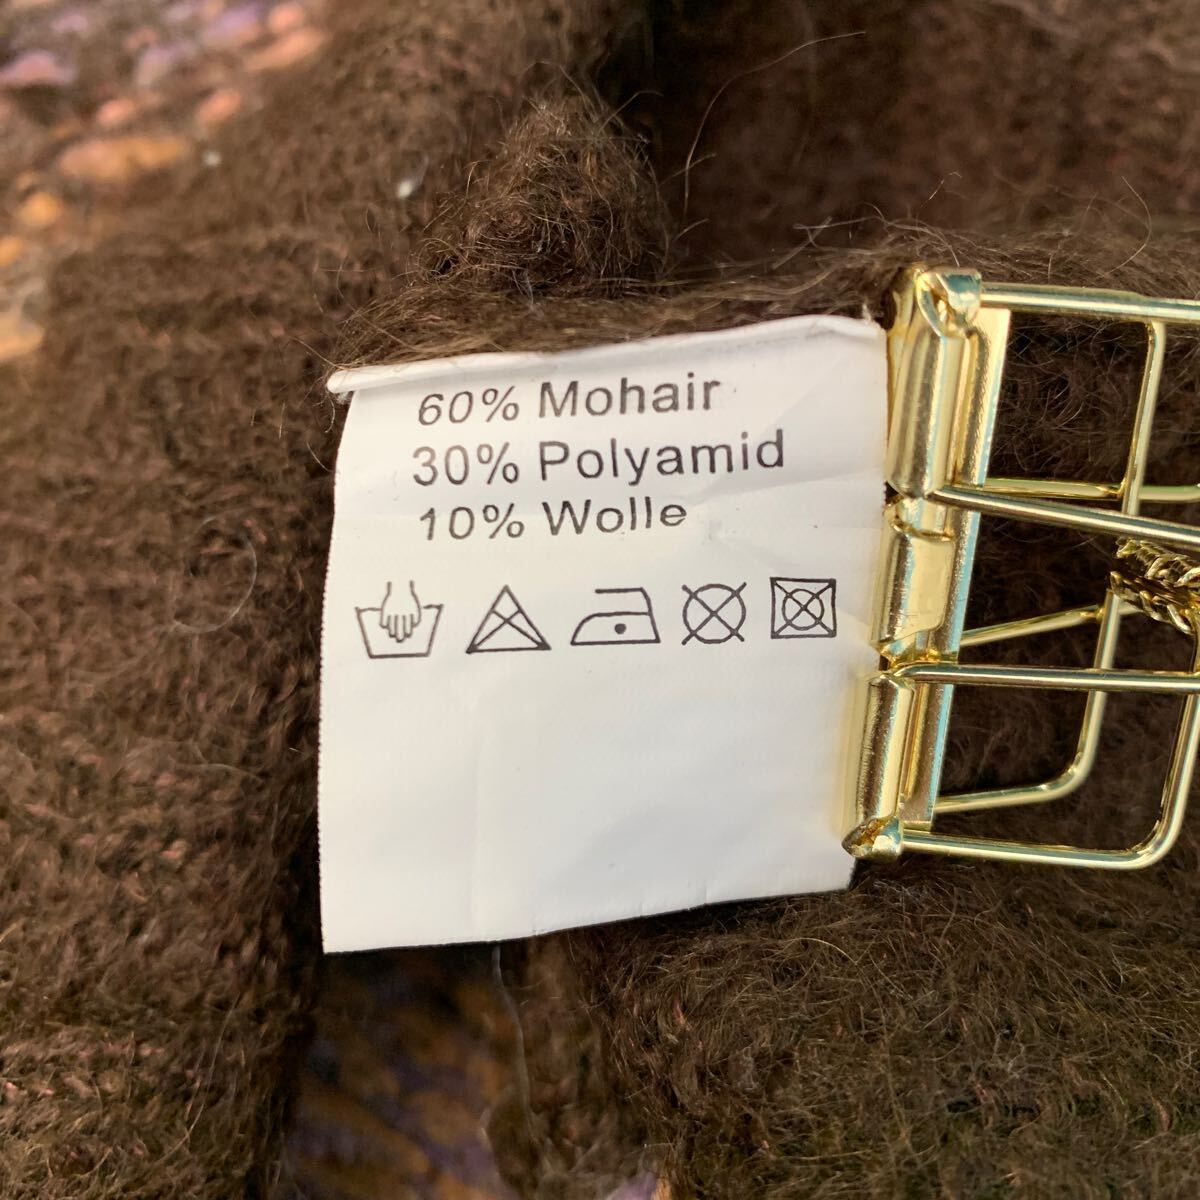 60% Mohair
30% Polyamid
10% Wolle